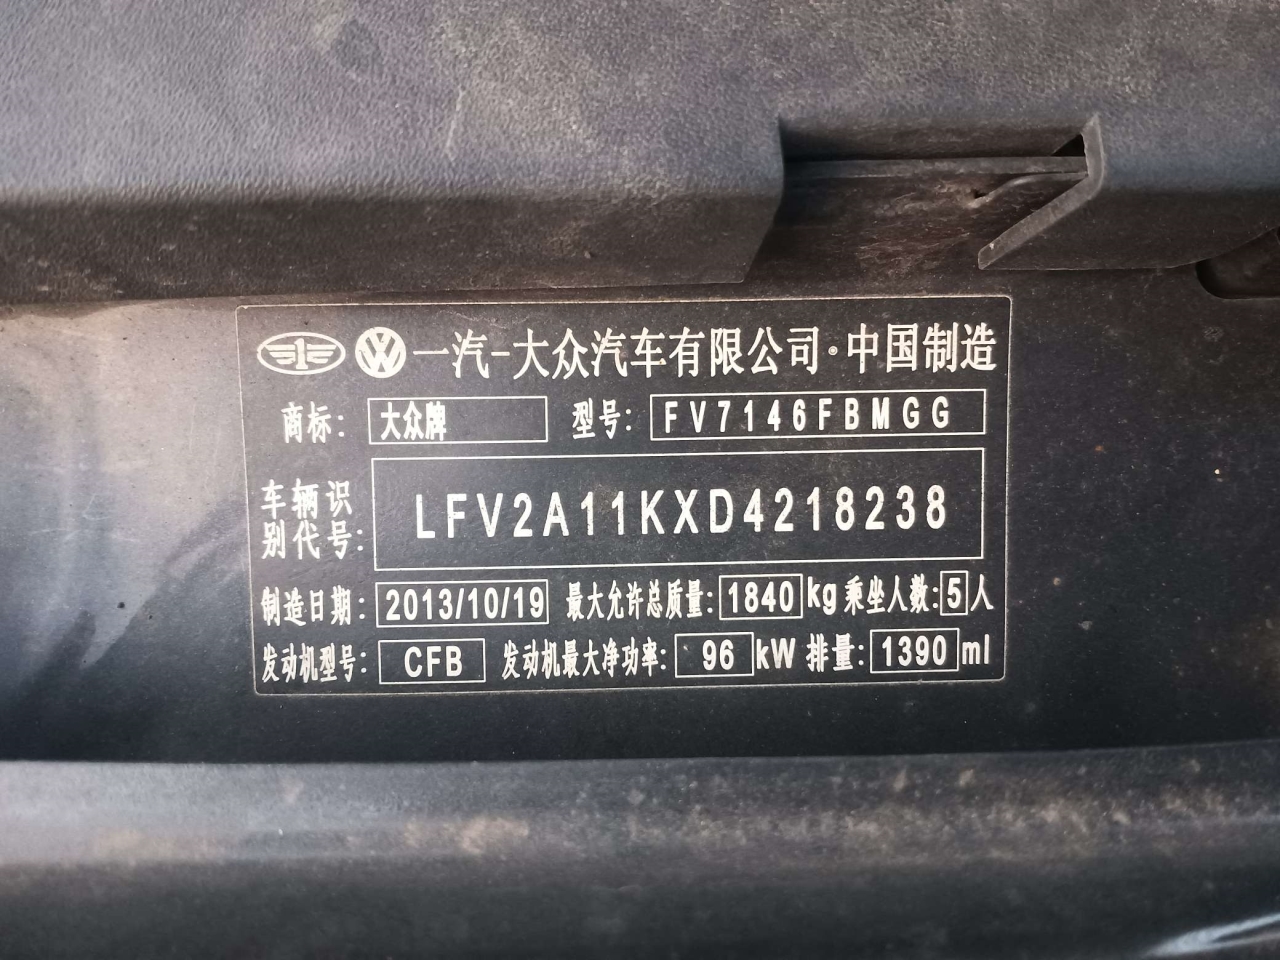 一汽-大众汽车有限公司·中国制造
商标: 大众牌 型号: FV7146FBMGG
车辆识
别代号: LFV2A11KXD4218238
制造日期: 2013/10/19 最大允许总质量: 1840 kg 乘坐人数: 5 人
发动机型号: CFB 发动机最大净功率: 96 kW 排量: 1390 ml